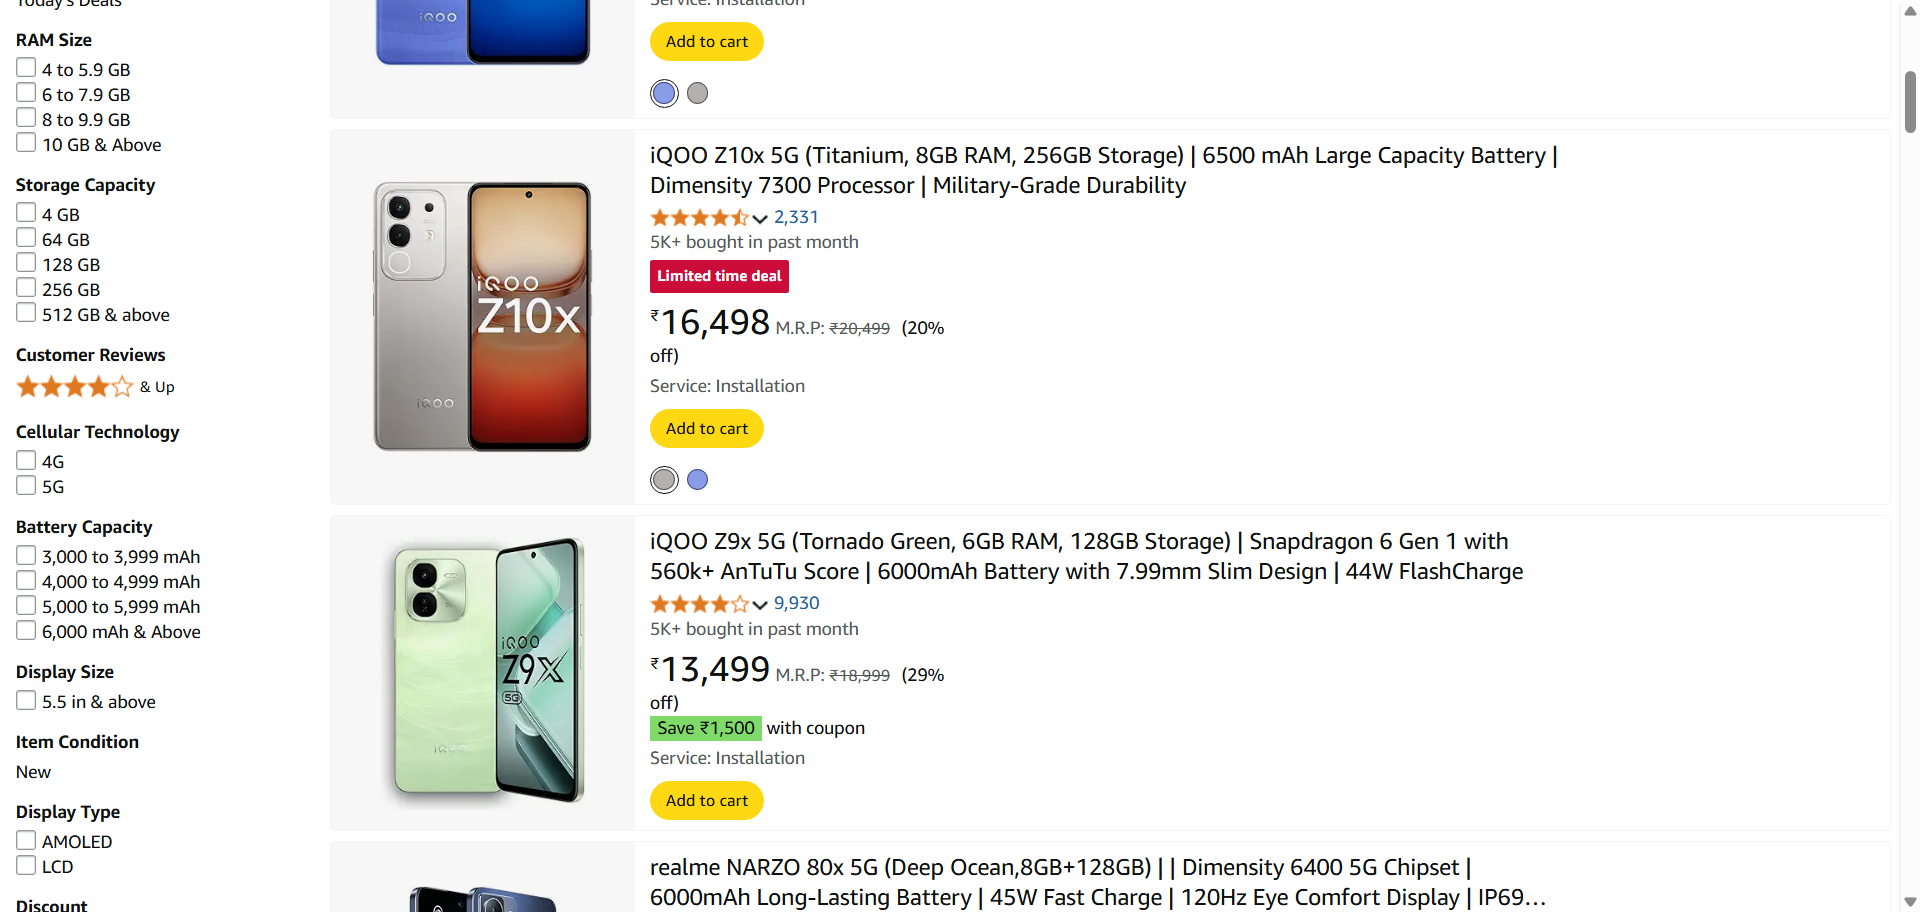 Today's Deals
RAM Size
4 to 5.9 GB
6 to 7.9 GB
8 to 9.9 GB
10 GB & Above
Storage Capacity
4 GB
64 GB
128 GB
256 GB
512 GB & above
Customer Reviews
& Up
Cellular Technology
4G
5G
Battery Capacity
3,000 to 3,999 mAh
4,000 to 4,999 mAh
5,000 to 5,999 mAh
6,000 mAh & Above
Display Size
5.5 in & above
Item Condition
New
Display Type
AMOLED
LCD
Discount
iQOO
Service: Installation
Add to cart
iQOO
Z10x
iQOO
iQOO Z10x 5G (Titanium, 8GB RAM, 256GB Storage) | 6500 mAh Large Capacity Battery |
Dimensity 7300 Processor | Military-Grade Durability
2,331
5K+ bought in past month
Limited time deal
₹16,498 M.R.P: ₹20,499 (20%
off)
Service: Installation
Add to cart
iQOO
Z9x
5G
iQOO
iQOO Z9x 5G (Tornado Green, 6GB RAM, 128GB Storage) | Snapdragon 6 Gen 1 with
560k+ AnTuTu Score | 6000mAh Battery with 7.99mm Slim Design | 44W FlashCharge
9,930
5K+ bought in past month
₹13,499 M.R.P: ₹18,999 (29%
off)
Save ₹1,500 with coupon
Service: Installation
Add to cart
realme NARZO 80x 5G (Deep Ocean,8GB+128GB) | | Dimensity 6400 5G Chipset |
6000mAh Long-Lasting Battery | 45W Fast Charge | 120Hz Eye Comfort Display | IP69…